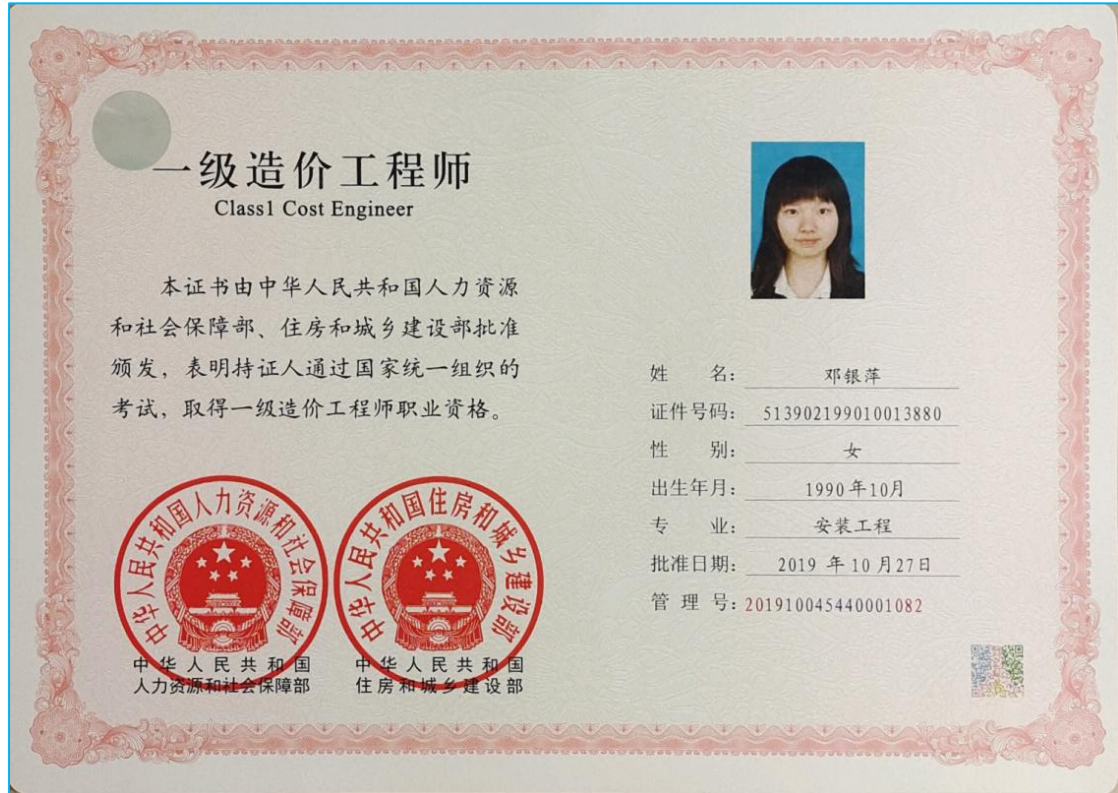 一级造价工程师
Class1 Cost Engineer
本证书由中华人民共和国人力资源
和社会保障部、住房和城乡建设部批准
颁发，表明持证人通过国家统一组织的
考试，取得一级造价工程师职业资格。
中华人民共和国人力资源和社会保障部
中华人民共和国
人力资源和社会保障部
中华人民共和国住房和城乡建设部
中华人民共和国
住房和城乡建设部
姓 名： 邓银萍
证件号码： 513902199010013880
性 别： 女
出生年月： 1990年10月
专 业： 安装工程
批准日期： 2019 年 10 月27日
管 理 号： 201910045440001082